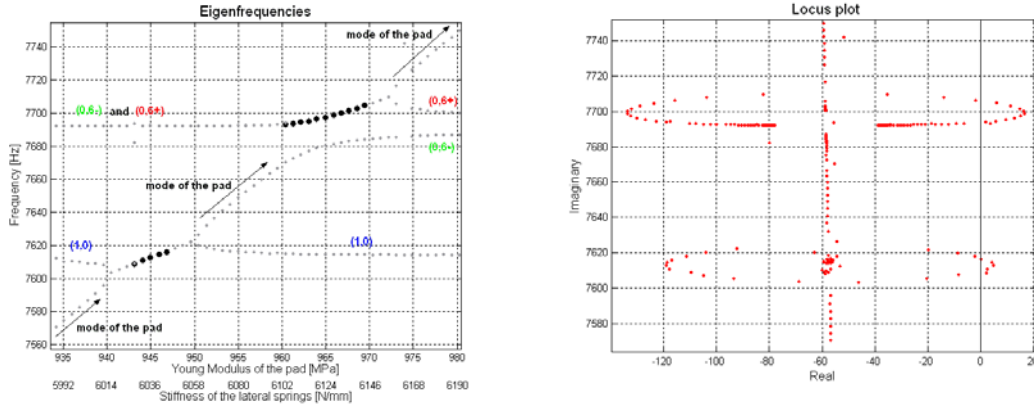 Eigenfrequencies
7740
7720
7700
7680
7660
7640
7620
7600
7580
7560
Frequency [Hz]
mode of the pad
(0,6-) and (0,6+)
(0,6+)
(0,6-)
mode of the pad
(1,0)
(1,0)
mode of the pad
935 940 945 950 955 960 965 970 975 980
Young Modulus of the pad [MPa]
5992 6014 6036 6058 6080 6102 6124 6146 6168 6190
Stiffness of the lateral springs [N/mm]
Locus plot
7740
7720
7700
7680
7660
7640
7620
7600
7580
Imaginary
-120 -100 -80 -60 -40 -20 0 20
Real